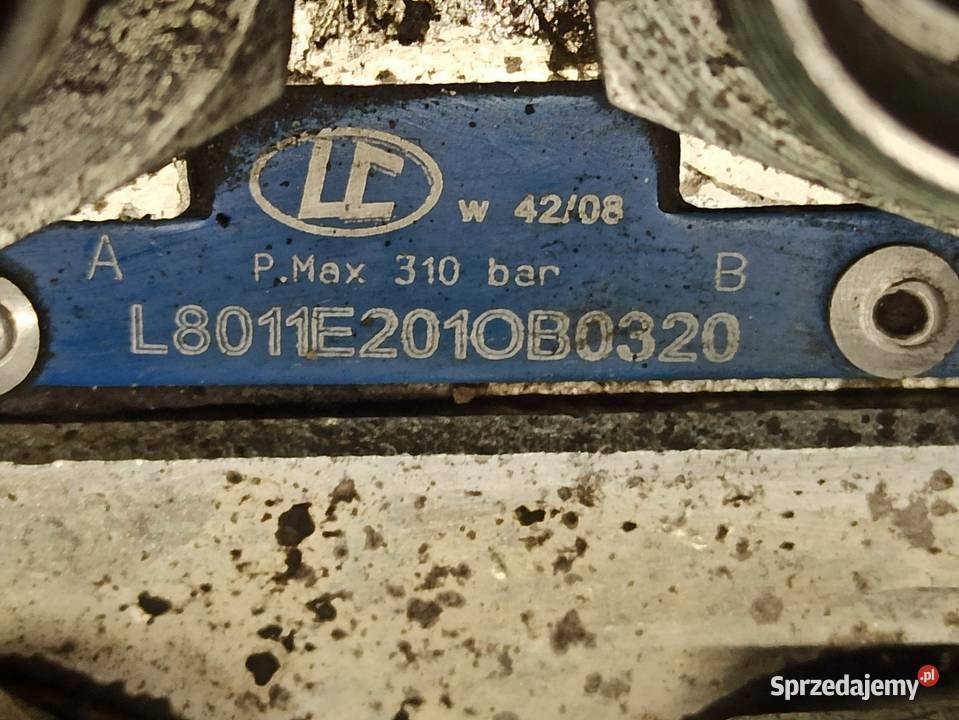 LC
w 42/08
A P.Max 310 bar B
L8011E201OB0320
Sprzedajemy.pl